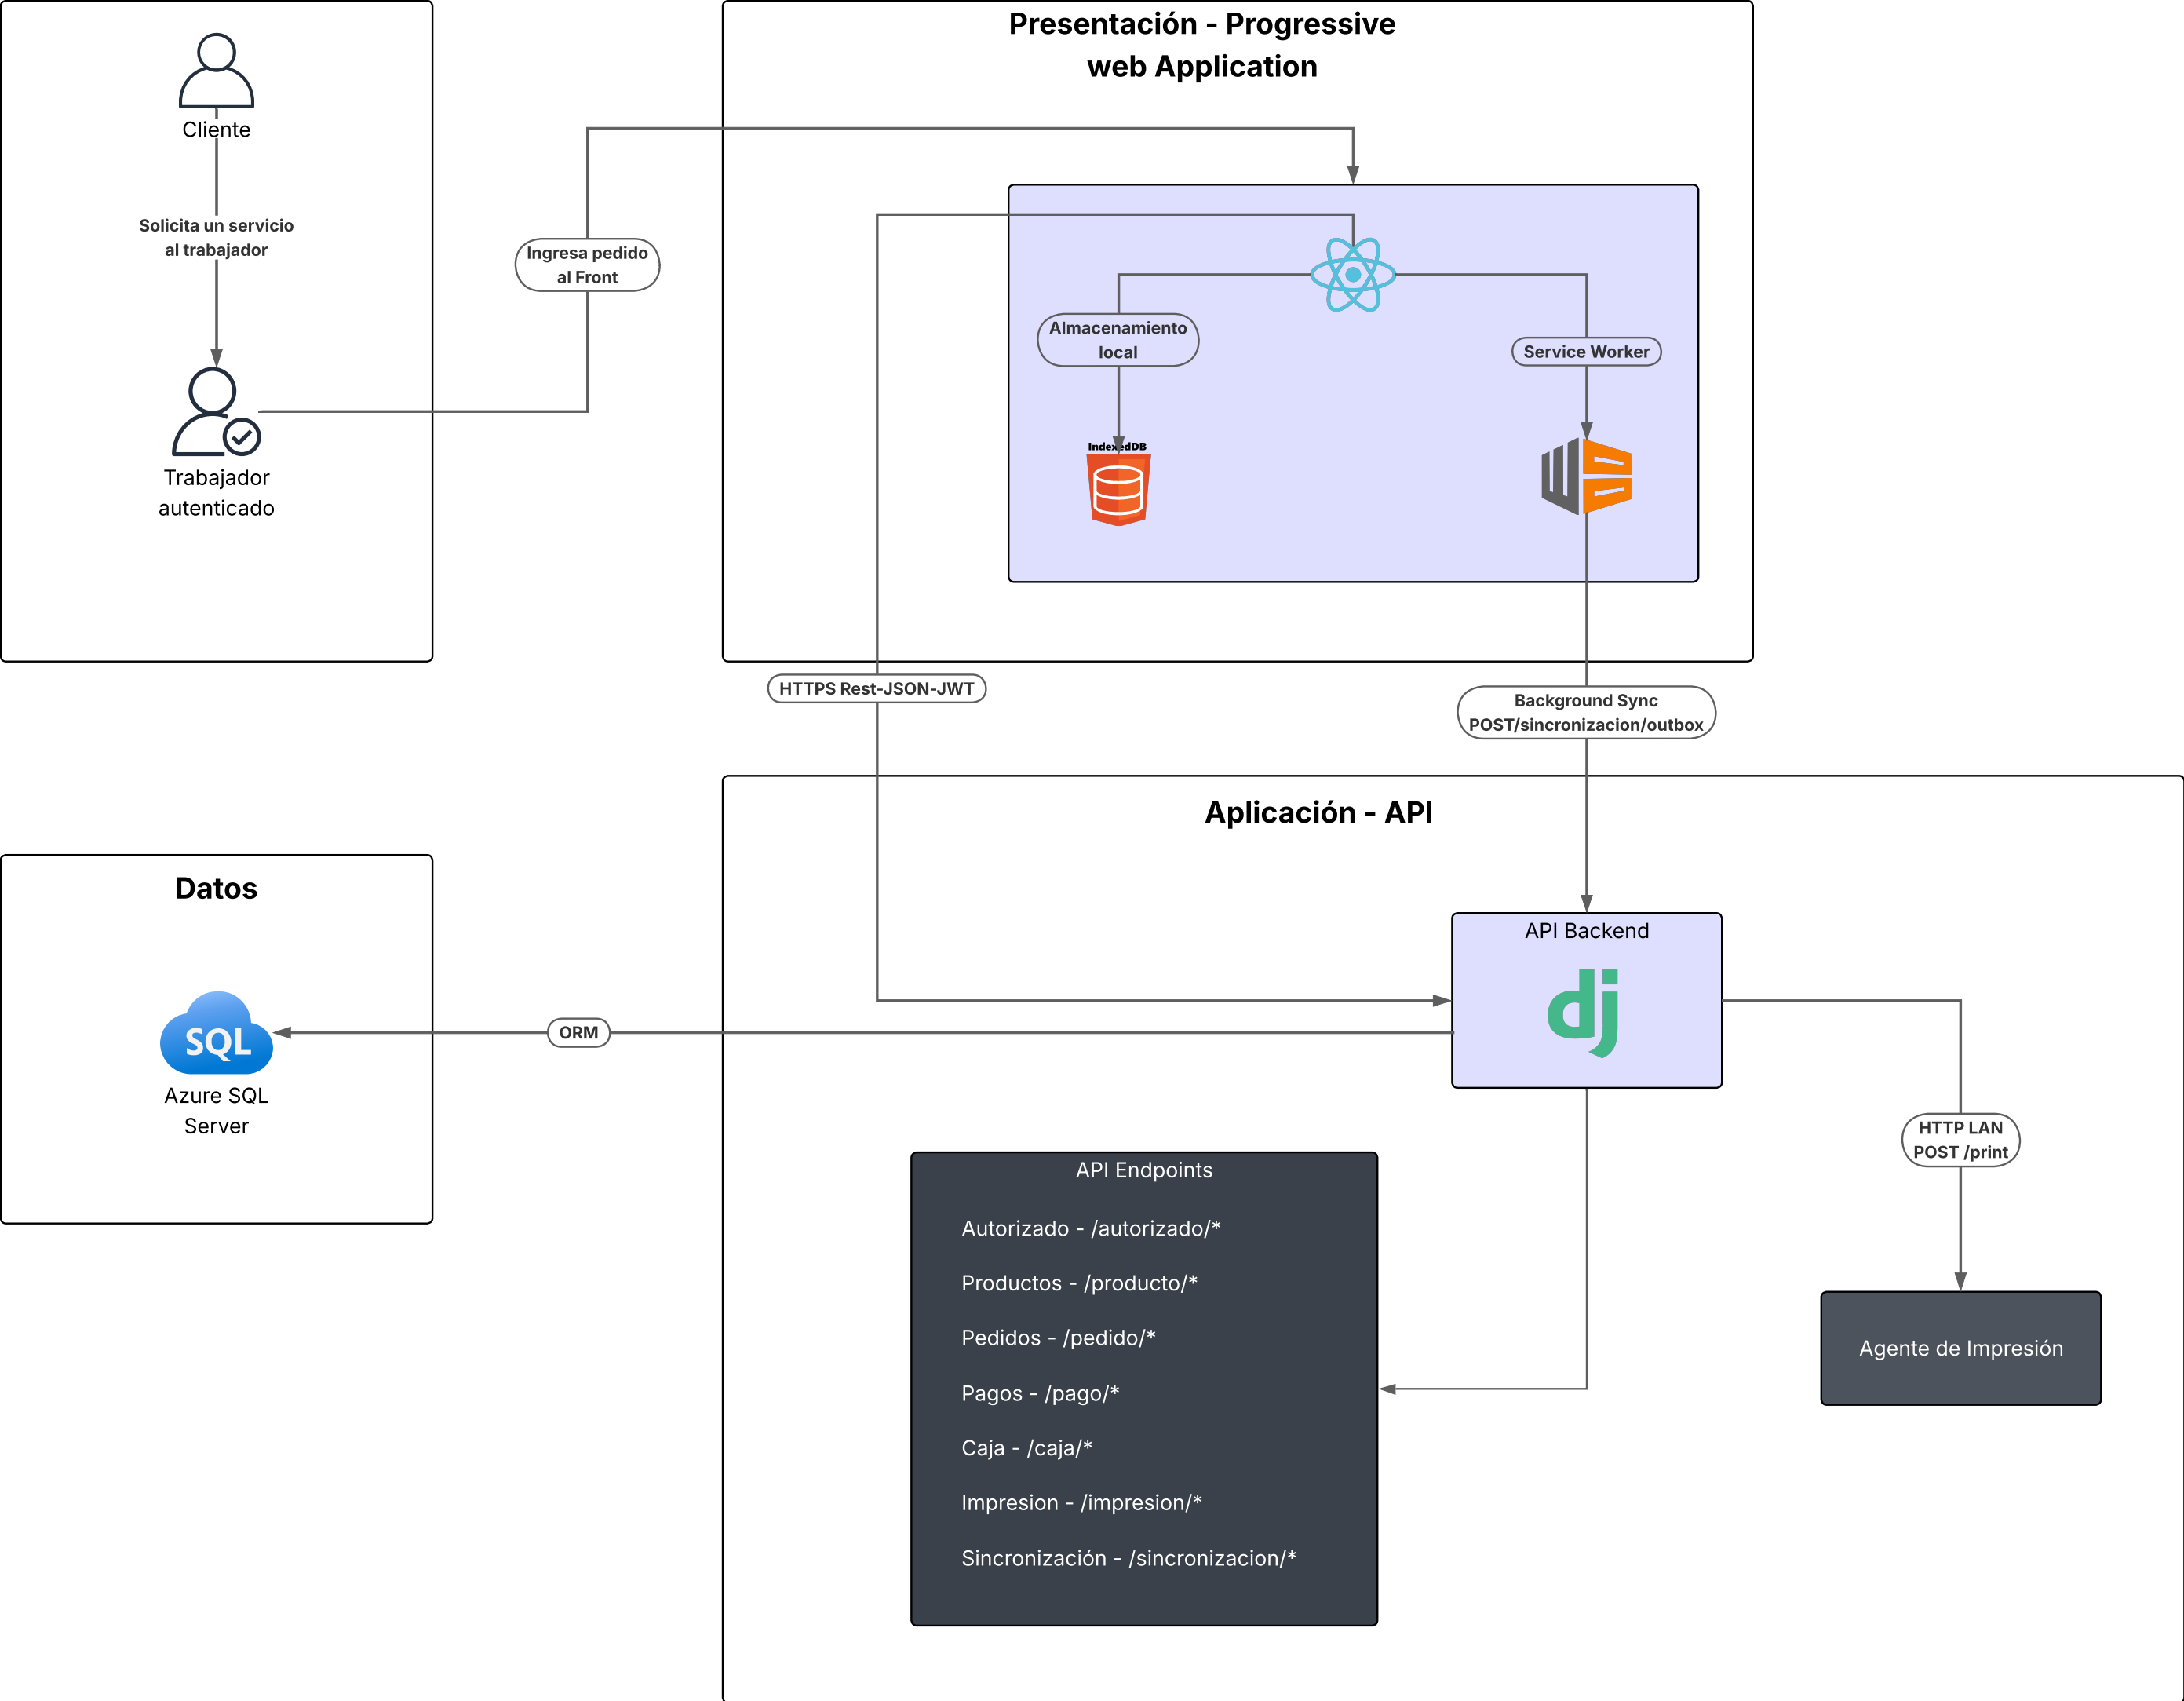 Cliente
Solicita un servicio
al trabajador
Trabajador
autenticado
Ingresa pedido
al Front
Presentación - Progressive
web Application
Almacenamiento
local
Service Worker
IndexedDB
HTTPS Rest-JSON-JWT
Background Sync
POST/sincronizacion/outbox
Aplicación - API
Datos
SQL
Azure SQL
Server
ORM
API Backend
dj
HTTP LAN
POST /print
Agente de Impresión
API Endpoints
Autorizado - /autorizado/*
Productos - /producto/*
Pedidos - /pedido/*
Pagos - /pago/*
Caja - /caja/*
Impresion - /impresion/*
Sincronización - /sincronizacion/*